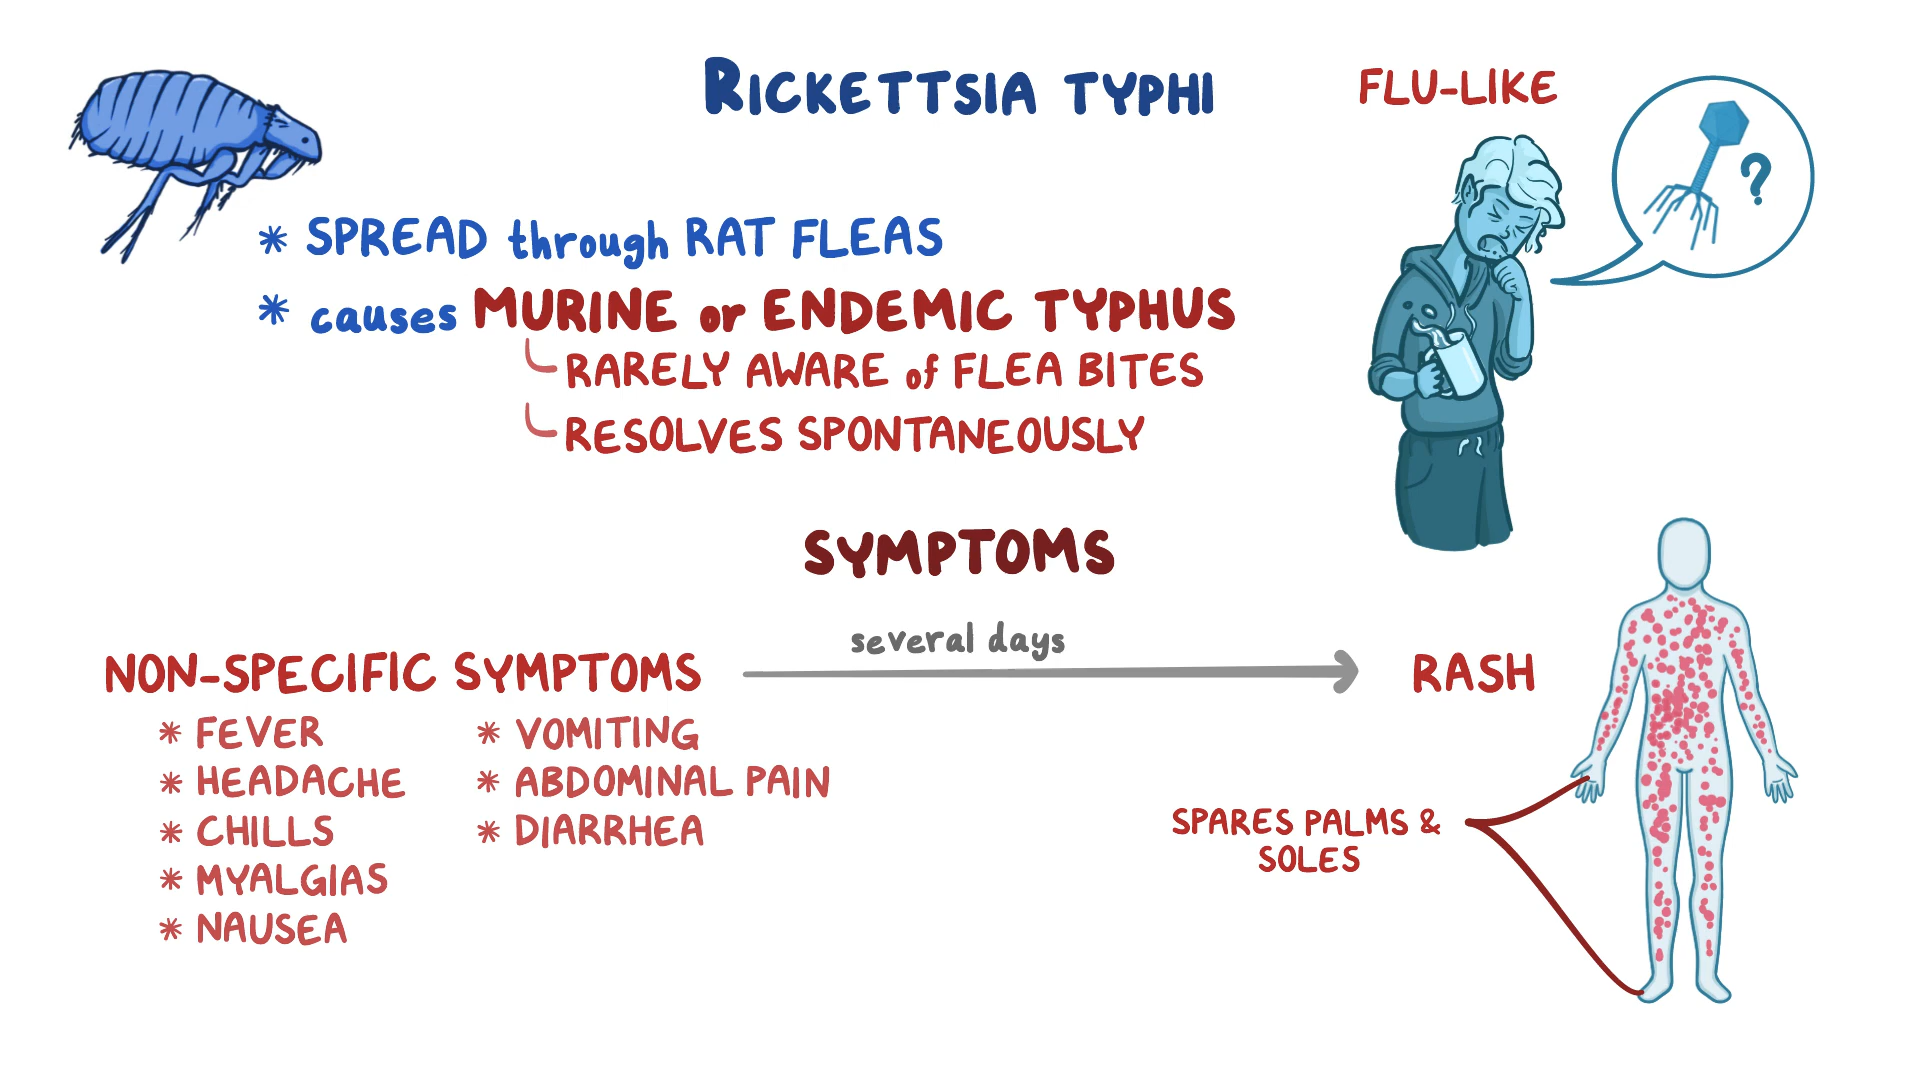 RICKETTSIA TYPHI
FLU-LIKE
?
* SPREAD through RAT FLEAS
* causes MURINE or ENDEMIC TYPHUS
RARELY AWARE of FLEA BITES
RESOLVES SPONTANEOUSLY
SYMPTOMS
several days
NON-SPECIFIC SYMPTOMS
RASH
* FEVER
* HEADACHE
* CHILLS
* MYALGIAS
* NAUSEA
* VOMITING
* ABDOMINAL PAIN
* DIARRHEA
SPARES PALMS &
SOLES